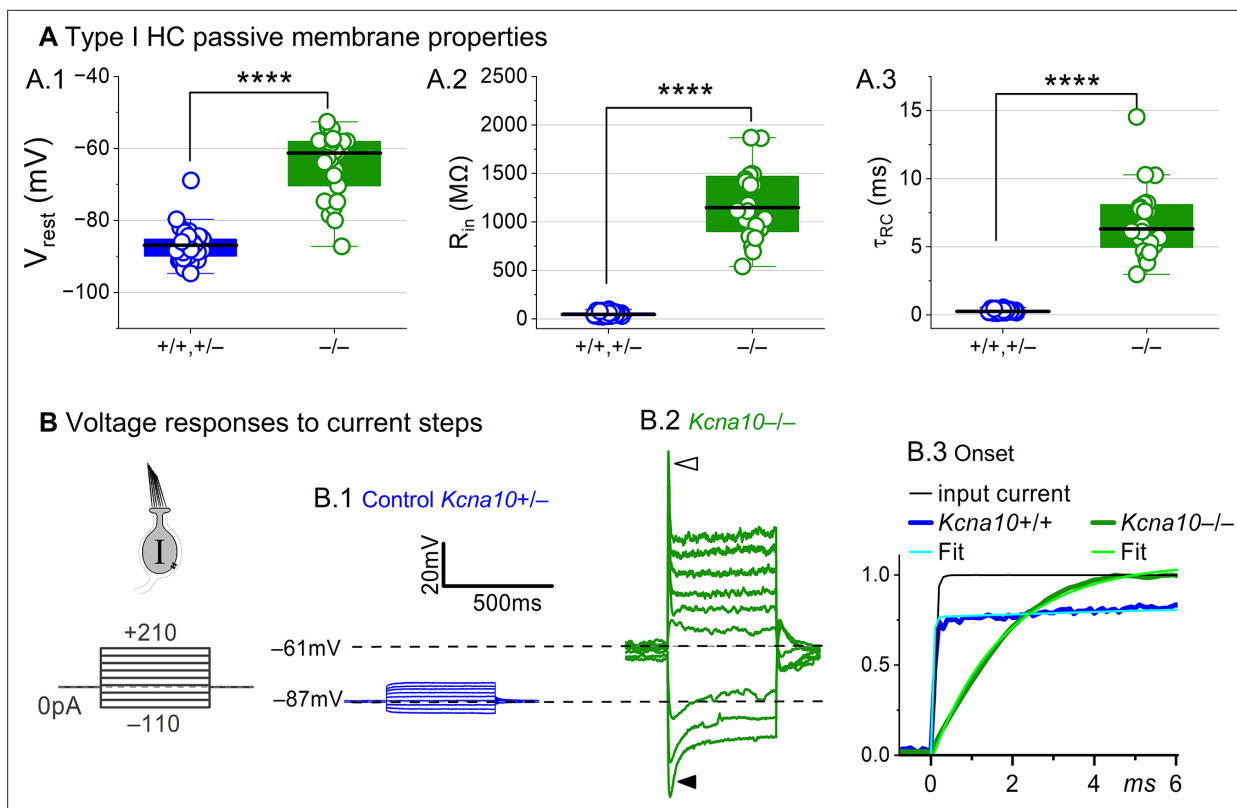 A Type I HC passive membrane properties
A.1
−40
−60
−80
−100
Vrest (mV)
****
+/+,+/−
−/−
A.2
2500
2000
1500
1000
500
0
Rin (MΩ)
****
+/+,+/−
−/−
A.3
15
10
5
0
τRC (ms)
****
+/+,+/−
−/−
B Voltage responses to current steps
I
+210
0pA
−110
B.1 Control Kcna10+/−
20mV
500ms
−61mV
−87mV
B.2 Kcna10−/−
B.3 Onset
input current
Kcna10+/+
Kcna10−/−
Fit
Fit
1.0
0.5
0.0
0
2
4
ms
6